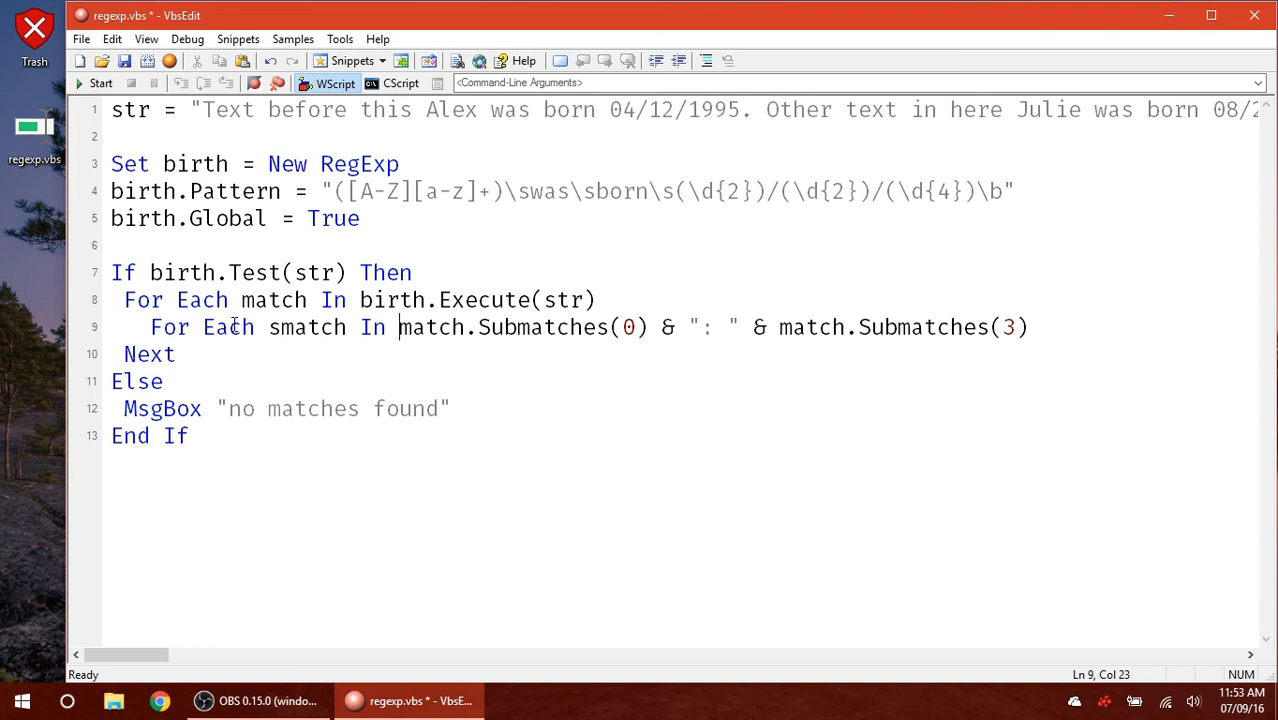 Trash
regexp.vbs
regexp.vbs * - VbsEdit
File Edit View Debug Snippets Samples Tools Help
Snippets Help
Start WScript CScript <Command-Line Arguments>
1 str = "Text before this Alex was born 04/12/1995. Other text in here Julie was born 08/2
2
3 Set birth = New RegExp
4 birth.Pattern = "([A-Z][a-z]+)\swas\sborn\s(\d{2})/(\d{2})/(\d{4})\b"
5 birth.Global = True
6
7 If birth.Test(str) Then
8 For Each match In birth.Execute(str)
9 For Each smatch In match.Submatches(0) & ": " & match.Submatches(3)
10 Next
11 Else
12 MsgBox "no matches found"
13 End If
Ready Ln 9, Col 23 NUM
OBS 0.15.0 (windo... regexp.vbs * - VbsE...
11:53 AM
07/09/16